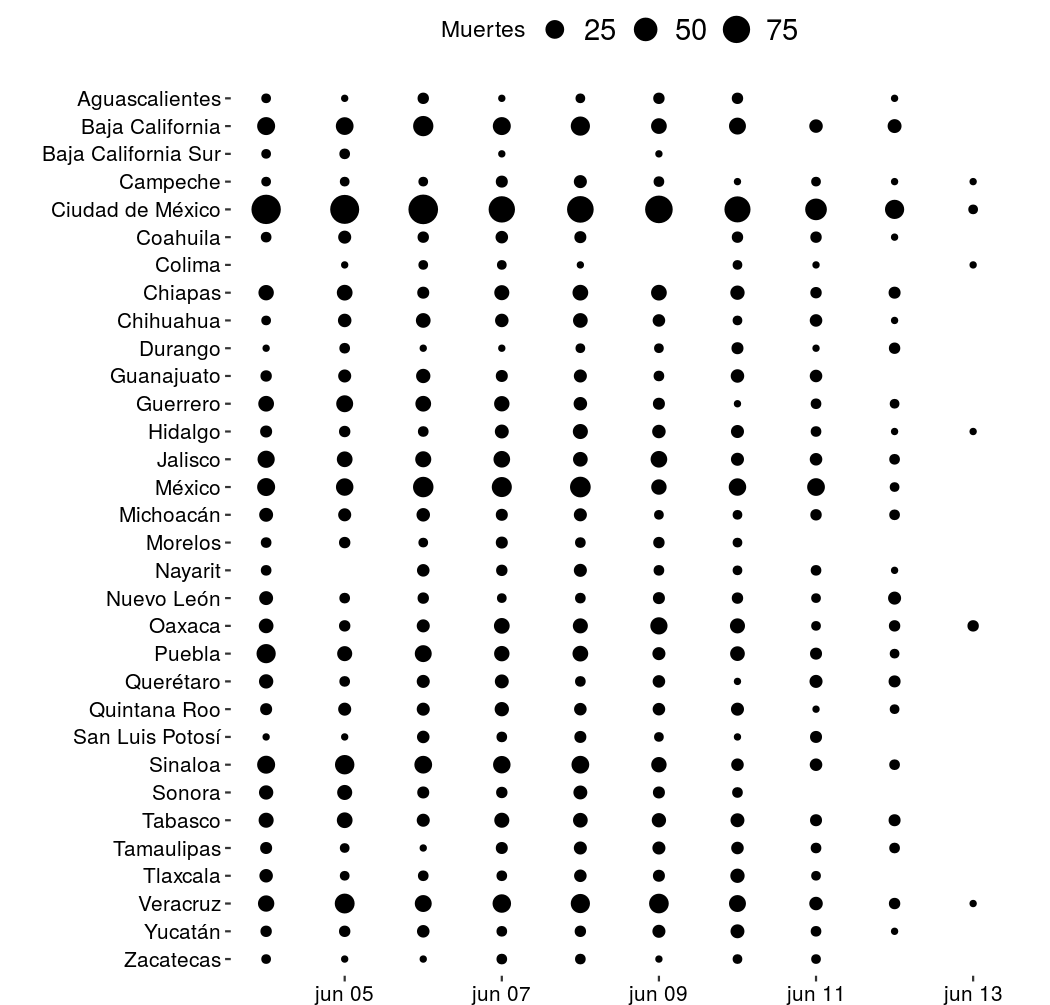 Muertes 25 50 75
Aguascalientes
Baja California
Baja California Sur
Campeche
Ciudad de México
Coahuila
Colima
Chiapas
Chihuahua
Durango
Guanajuato
Guerrero
Hidalgo
Jalisco
México
Michoacán
Morelos
Nayarit
Nuevo León
Oaxaca
Puebla
Querétaro
Quintana Roo
San Luis Potosí
Sinaloa
Sonora
Tabasco
Tamaulipas
Tlaxcala
Veracruz
Yucatán
Zacatecas
jun 05 jun 07 jun 09 jun 11 jun 13